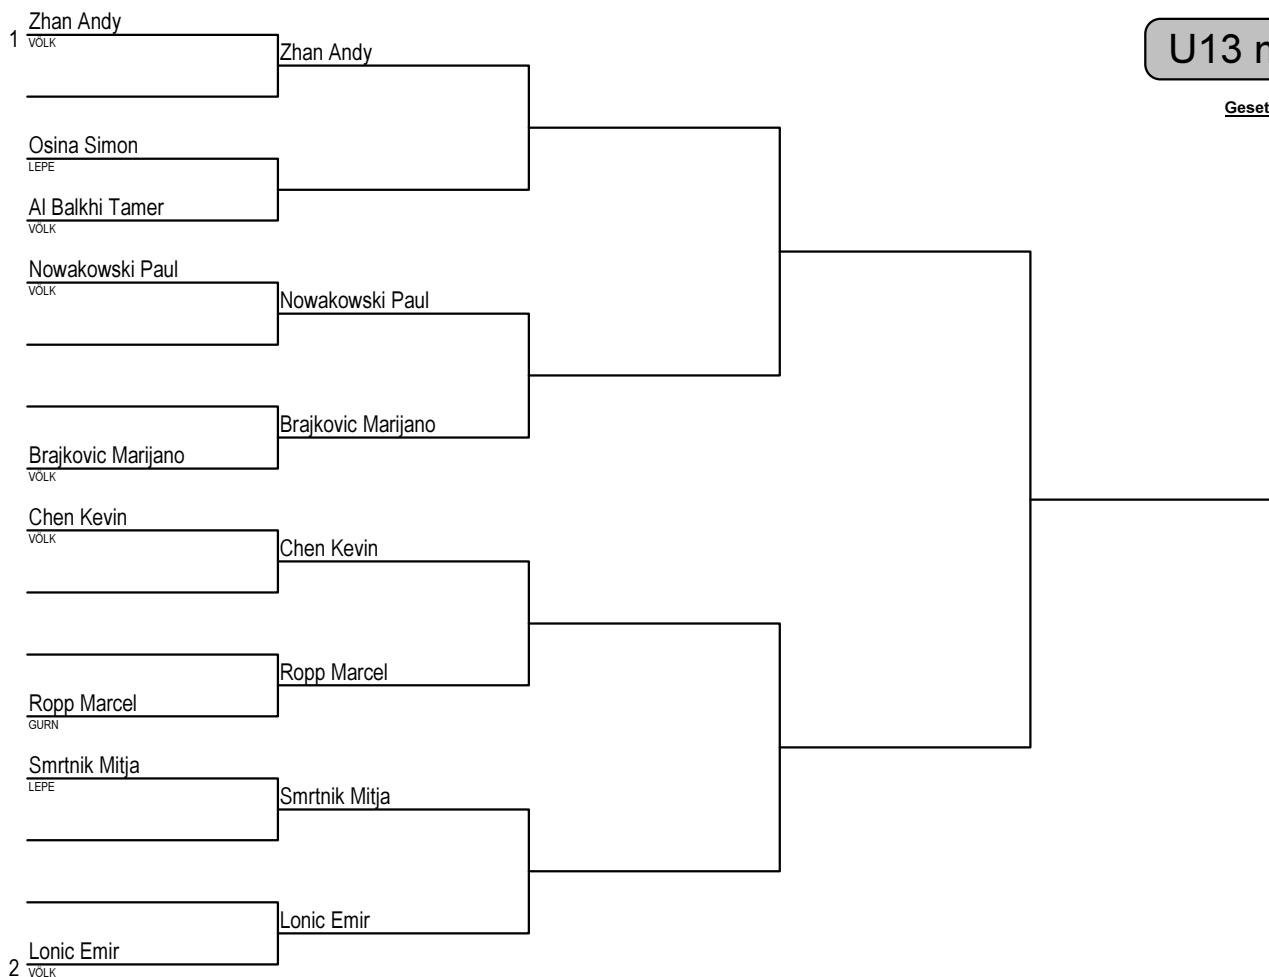 Zhan Andy
1
VÖLK
Zhan Andy
U13 m
Geset
Osina Simon
LEPE
Al Balkhi Tamer
VÖLK
Nowakowski Paul
VÖLK
Nowakowski Paul
Brajkovic Marijano
Brajkovic Marijano
VÖLK
Chen Kevin
VÖLK
Chen Kevin
Ropp Marcel
Ropp Marcel
GURN
Smrtnik Mitja
LEPE
Smrtnik Mitja
Lonic Emir
Lonic Emir
2
VÖLK